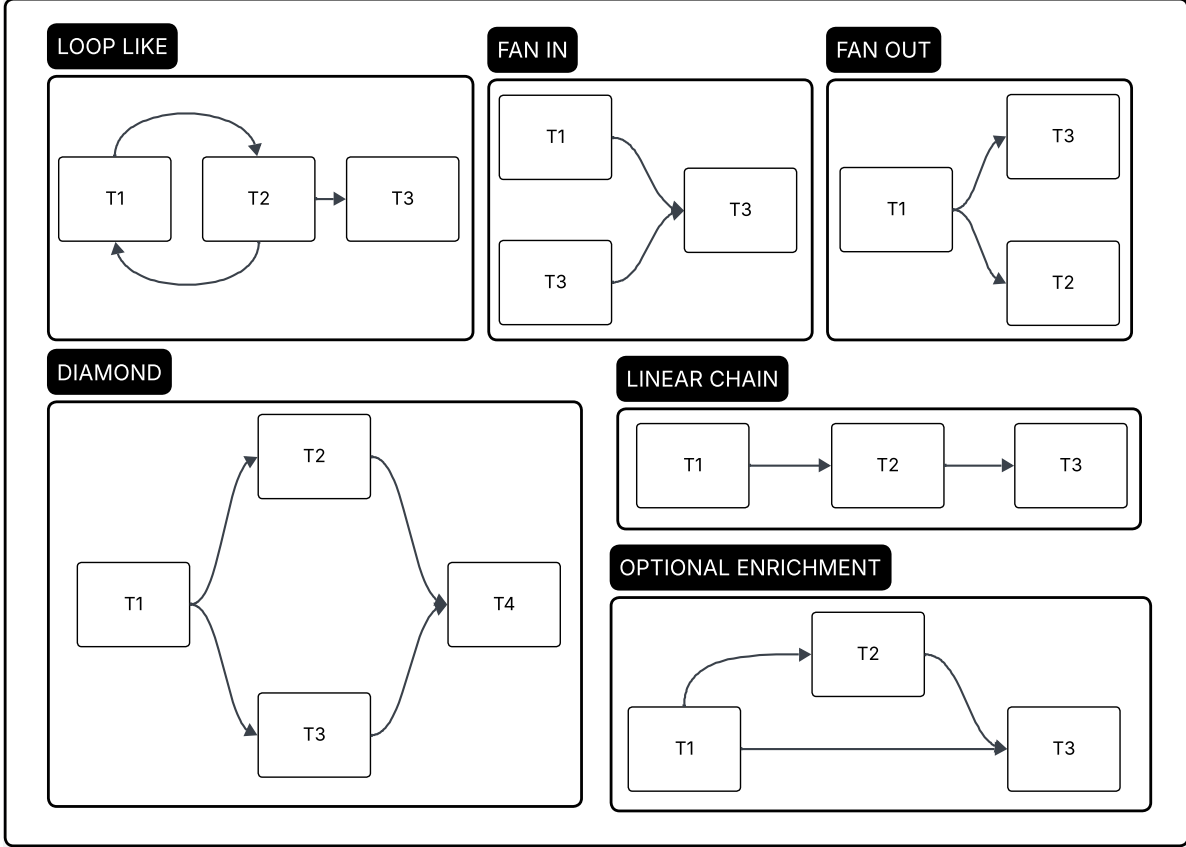 LOOP LIKE
T1
T2
T3
FAN IN
T1
T3
T3
FAN OUT
T1
T3
T2
DIAMOND
T2
T1
T4
T3
LINEAR CHAIN
T1
T2
T3
OPTIONAL ENRICHMENT
T2
T1
T3